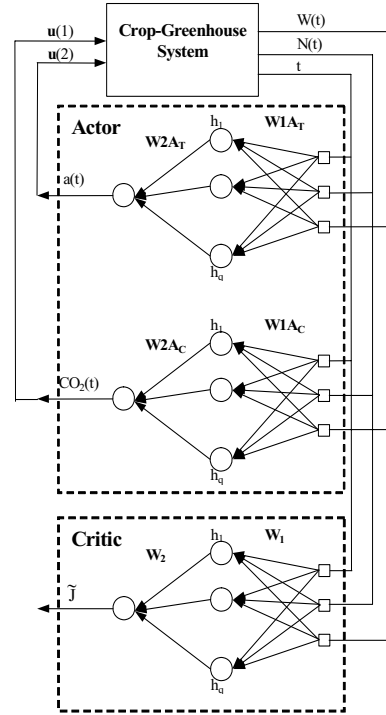 u(1)
u(2)
Crop-Greenhouse
System
W(t)
N(t)
t
Actor
W2A_T
h_1
W1A_T
a(t)
h_q
W2A_C
h_1
W1A_C
CO_2(t)
h_q
Critic
W_2
h_1
W_1
J̃
h_q